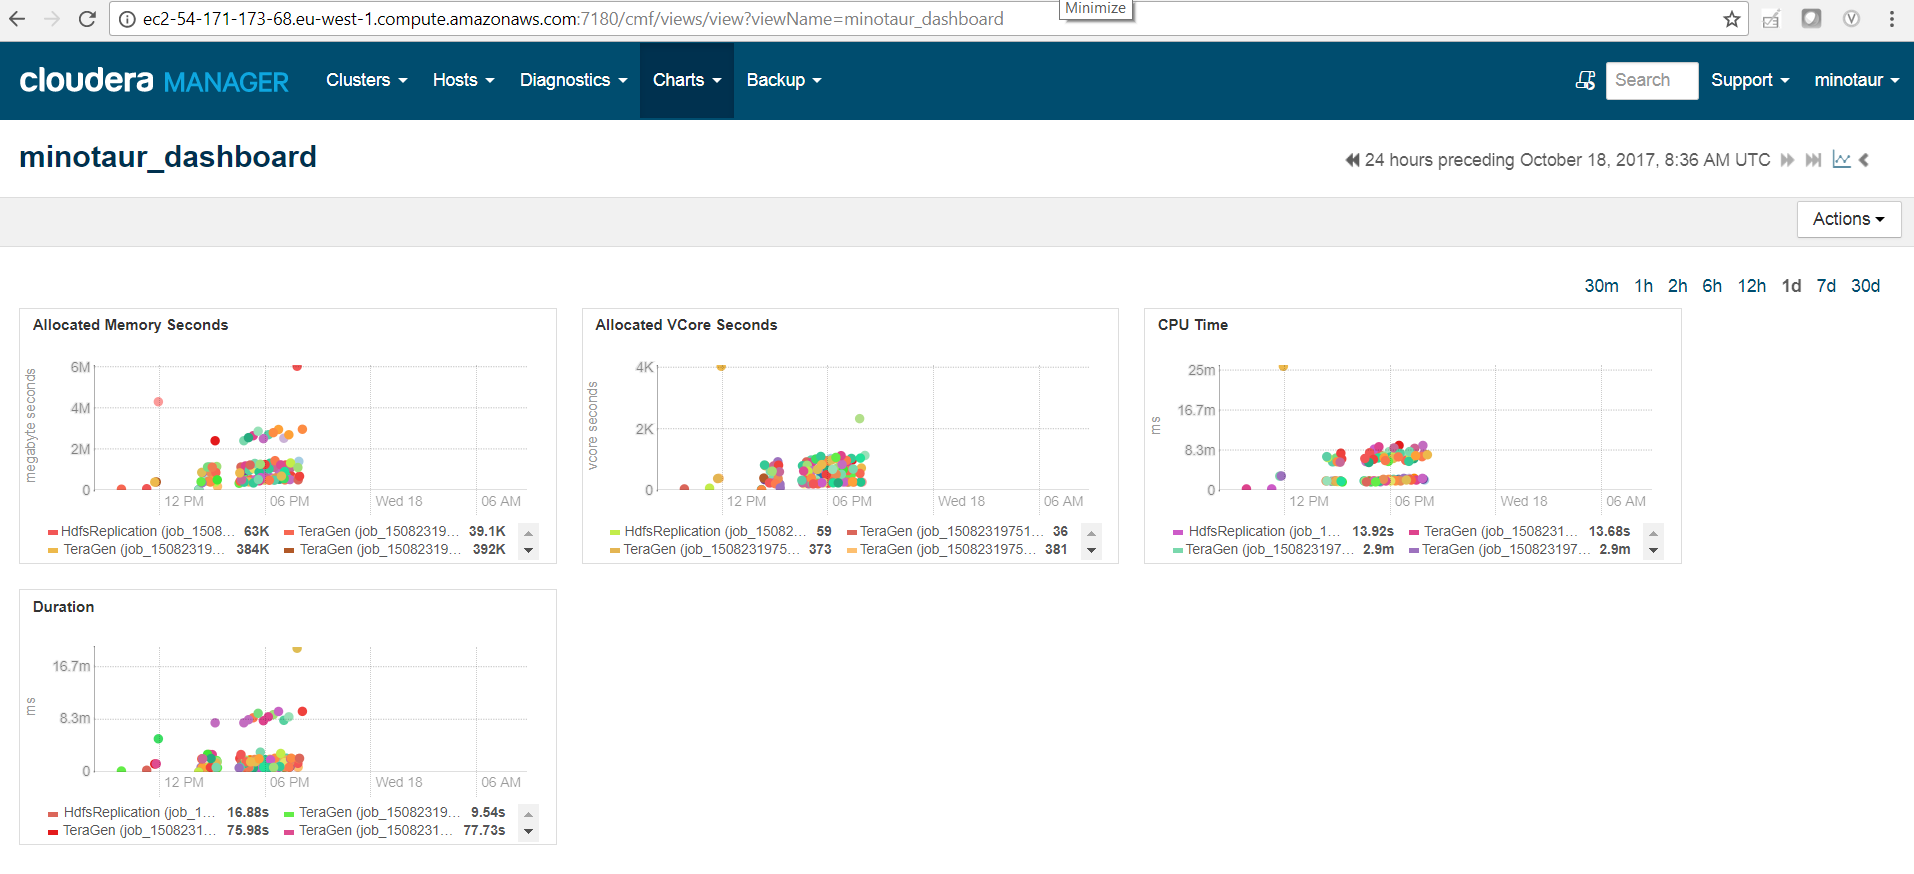 ec2-54-171-173-68.eu-west-1.compute.amazonaws.com:7180/cmf/views/view?viewName=minotaur_dashboard
Minimize
cloudera MANAGER Clusters Hosts Diagnostics Charts Backup Search Support minotaur
minotaur_dashboard
24 hours preceding October 18, 2017, 8:36 AM UTC
Actions
30m 1h 2h 6h 12h 1d 7d 30d
Allocated Memory Seconds
megabyte seconds
6M
4M
2M
0
12 PM 06 PM Wed 18 06 AM
HdfsReplication (job_1508... 63K TeraGen (job_15082319... 39.1K
TeraGen (job_15082319... 384K TeraGen (job_15082319... 392K
Allocated VCore Seconds
vcore seconds
4K
2K
0
12 PM 06 PM Wed 18 06 AM
HdfsReplication (job_15082... 59 TeraGen (job_15082319751... 36
TeraGen (job_1508231975... 373 TeraGen (job_1508231975... 381
CPU Time
ms
25m
16.7m
8.3m
0
12 PM 06 PM Wed 18 06 AM
HdfsReplication (job_1... 13.92s TeraGen (job_1508231... 13.68s
TeraGen (job_150823197... 2.9m TeraGen (job_150823197... 2.9m
Duration
ms
16.7m
8.3m
0
12 PM 06 PM Wed 18 06 AM
HdfsReplication (job_1... 16.88s TeraGen (job_15082319... 9.54s
TeraGen (job_1508231... 75.98s TeraGen (job_1508231... 77.73s